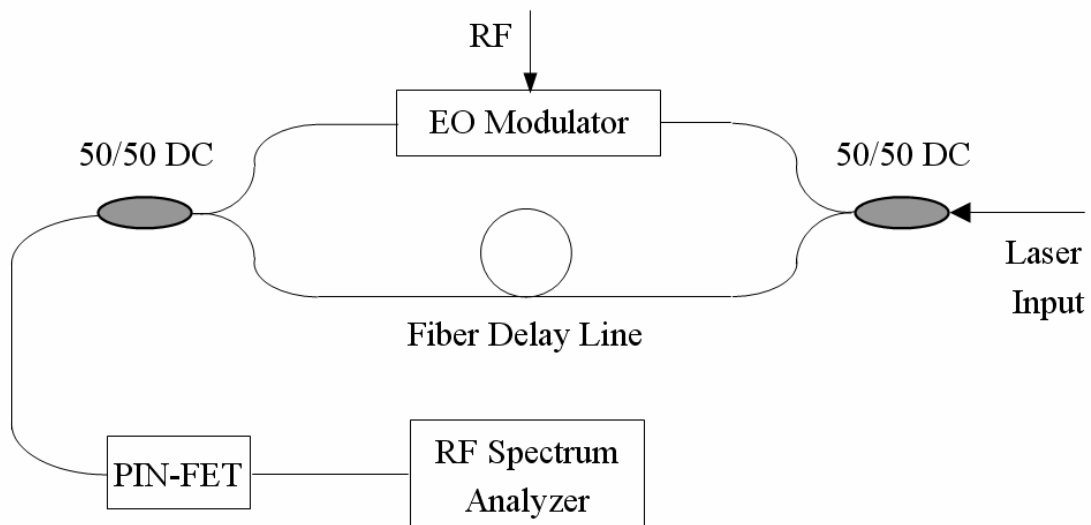 RF
EO Modulator
50/50 DC
50/50 DC
Laser
Input
Fiber Delay Line
PIN-FET
RF Spectrum
Analyzer